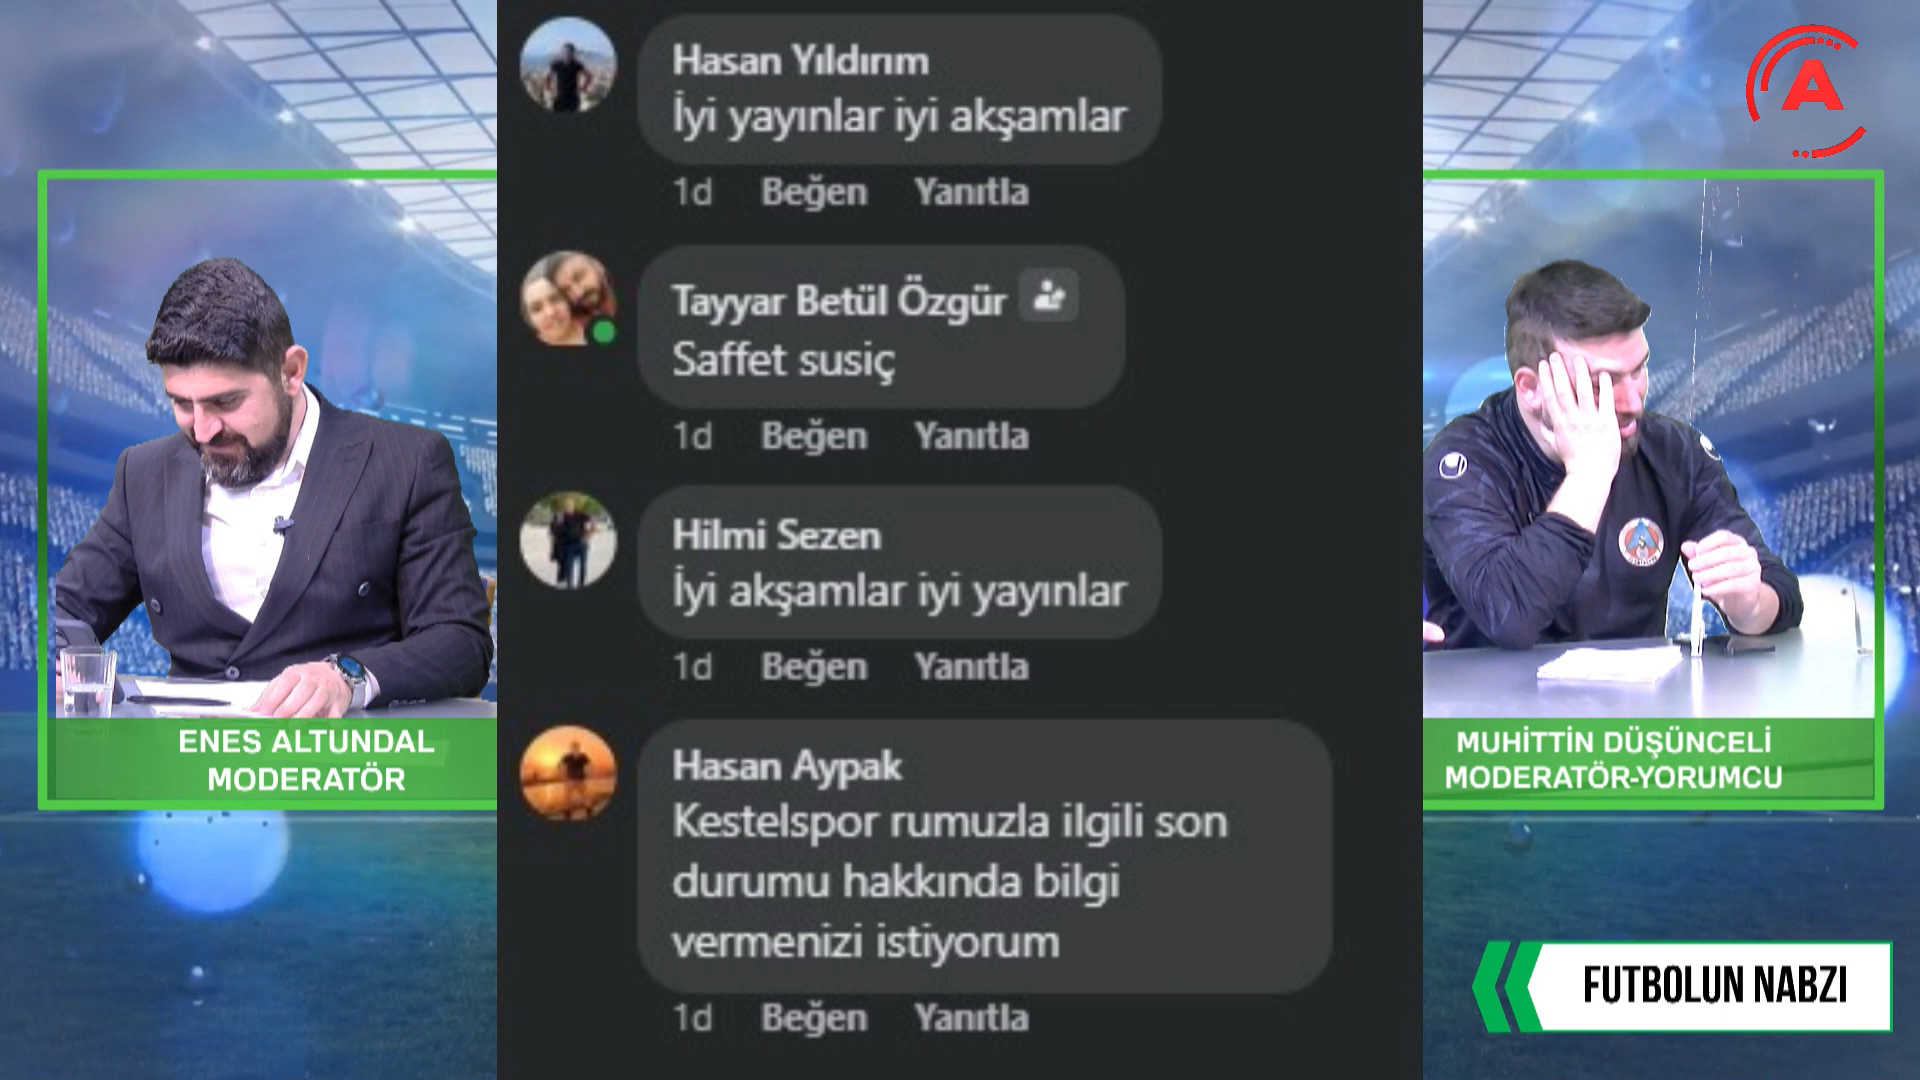 Hasan Yıldırım
İyi yayınlar iyi akşamlar
1d Beğen Yanıtla
Tayyar Betül Özgür
Saffet susiç
1d Beğen Yanıtla
Hilmi Sezen
İyi akşamlar iyi yayınlar
1d Beğen Yanıtla
Hasan Aypak
Kestelspor rumuzla ilgili son
durumu hakkında bilgi
vermenizi istiyorum
1d Beğen Yanıtla
A
ENES ALTUNDAL
MODERATÖR
MUHİTTİN DÜŞÜNCELİ
MODERATÖR-YORUMCU
FUTBOLUN NABZI